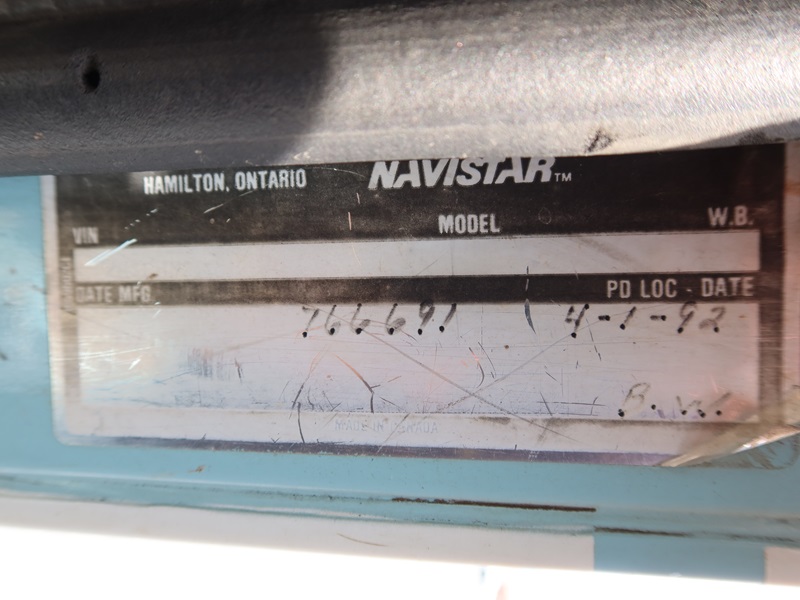 HAMILTON, ONTARIO NAVISTAR™
VIN MODEL W.B.
DATE MFG PD LOC - DATE
766691 4-1-92
B.W.
MADE IN CANADA